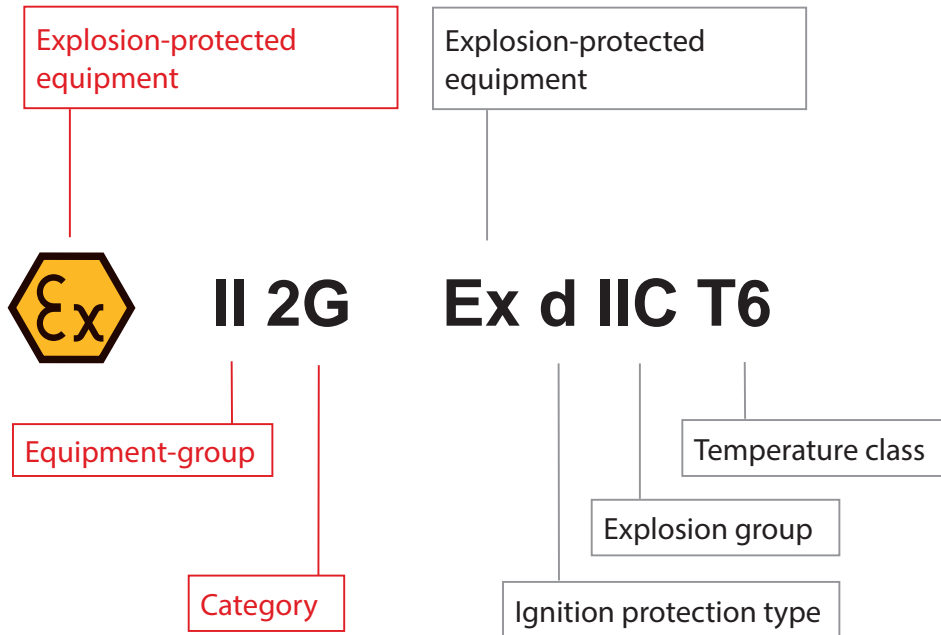 Explosion-protected
equipment
Explosion-protected
equipment
Ex II 2G Ex d IIC T6
Equipment-group
Temperature class
Explosion group
Category
Ignition protection type